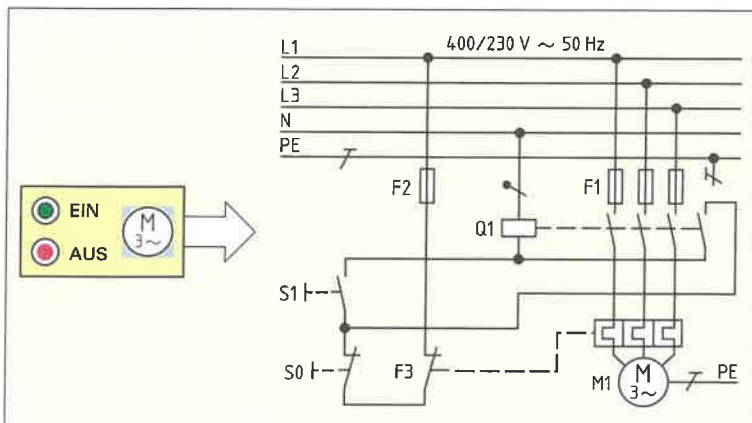 L1
400/230 V ~ 50 Hz
L2
L3
N
PE
F2
F1
EIN
M
3~
AUS
Q1
S1
S0
F3
M1
M
3~
PE